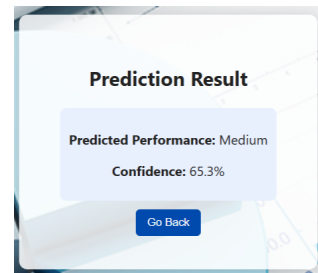 Prediction Result
Predicted Performance: Medium
Confidence: 65.3%
Go Back